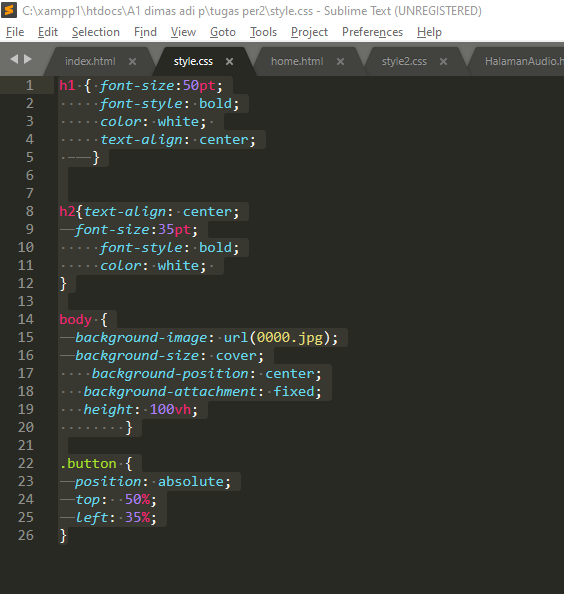 C:\xampp1\htdocs\A1 dimas adi p\tugas per2\style.css - Sublime Text (UNREGISTERED)
File Edit Selection Find View Goto Tools Project Preferences Help
index.html style.css home.html style2.css HalamanAudio.h
1 h1 { font-size:50pt;
2 font-style: bold;
3 color: white;
4 text-align: center;
5 }
6
7
8 h2{text-align: center;
9 font-size:35pt;
10 font-style: bold;
11 color: white;
12 }
13
14 body {
15 background-image: url(0000.jpg);
16 background-size: cover;
17 background-position: center;
18 background-attachment: fixed;
19 height: 100vh;
20 }
21
22 .button {
23 position: absolute;
24 top: 50%;
25 left: 35%;
26 }